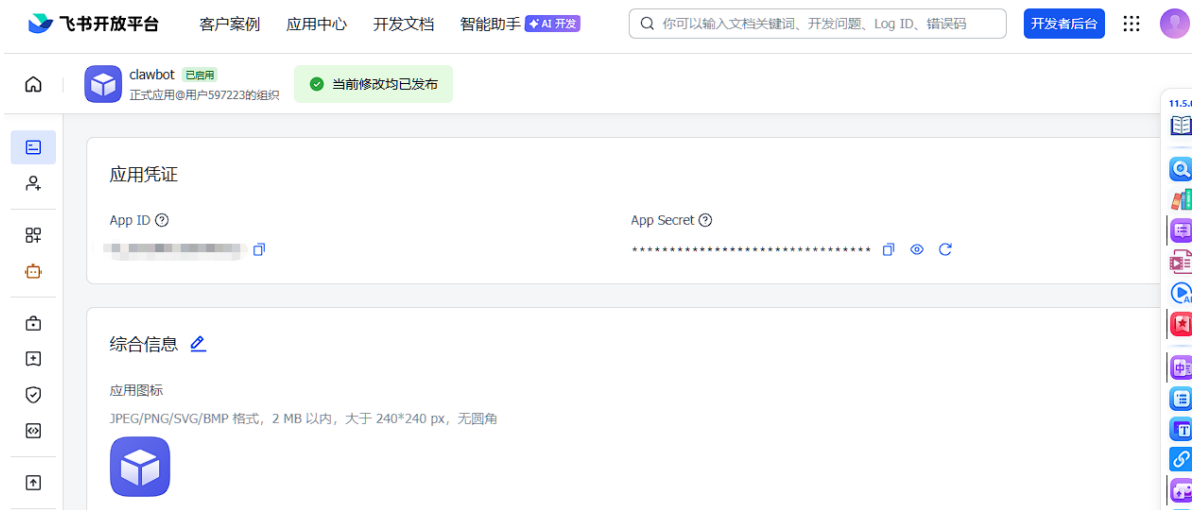 飞书开放平台 客户案例 应用中心 开发文档 智能助手 AI 开发 你可以输入文档关键词、开发问题、Log ID、错误码 开发者后台
clawbot 已启用
正式应用@用户597223的组织
当前修改均已发布
应用凭证
App ID App Secret
********************************
综合信息
应用图标
JPEG/PNG/SVG/BMP 格式，2 MB 以内，大于 240*240 px，无圆角